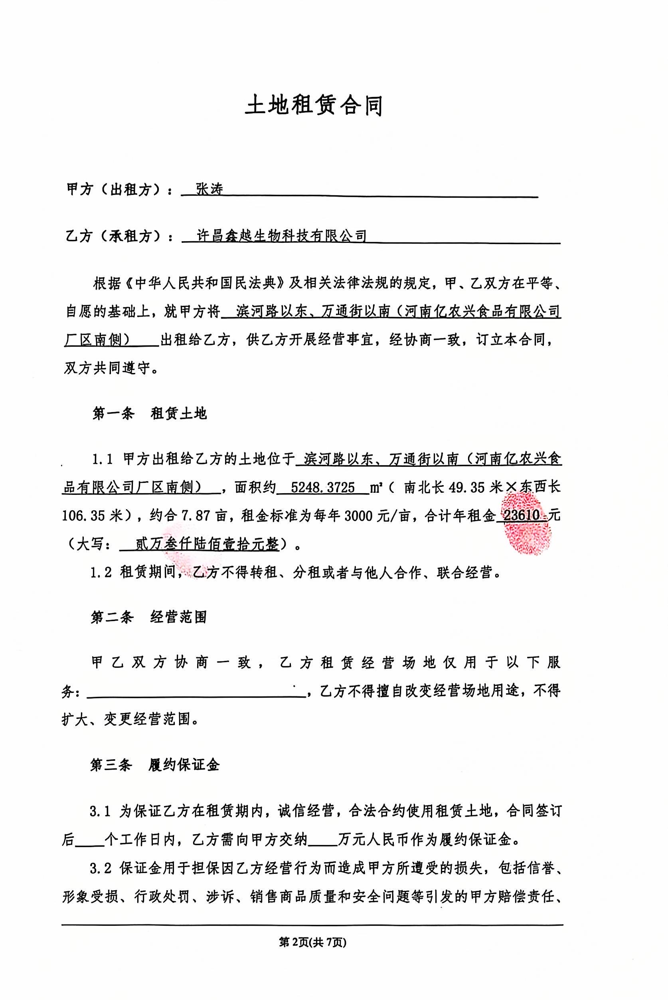 土地租赁合同
甲方（出租方）： 张涛
乙方（承租方）： 许昌鑫越生物科技有限公司
根据《中华人民共和国民法典》及相关法律法规的规定，甲、乙双方在平等、
自愿的基础上，就甲方将 滨河路以东、万通街以南（河南亿农兴食品有限公司
厂区南侧） 出租给乙方，供乙方开展经营事宜，经协商一致，订立本合同，
双方共同遵守。
第一条 租赁土地
1.1 甲方出租给乙方的土地位于 滨河路以东、万通街以南（河南亿农兴食
品有限公司厂区南侧） ，面积约 5248.3725 ㎡（ 南北长 49.35 米×东西长
106.35 米），约合 7.87 亩，租金标准为每年 3000 元/亩，合计年租金 23610 元
（大写： 贰万叁仟陆佰壹拾元整）。
1.2 租赁期间，乙方不得转租、分租或者与他人合作、联合经营。
第二条 经营范围
甲乙双方协商一致，乙方租赁经营场地仅用于以下服
务：____________________，乙方不得擅自改变经营场地用途，不得
扩大、变更经营范围。
第三条 履约保证金
3.1 为保证乙方在租赁期内，诚信经营，合法合约使用租赁土地，合同签订
后____个工作日内，乙方需向甲方交纳____万元人民币作为履约保证金。
3.2 保证金用于担保因乙方经营行为而造成甲方所遭受的损失，包括信誉、
形象受损、行政处罚、涉诉、销售商品质量和安全问题等引发的甲方赔偿责任、
第 2页(共 7页)